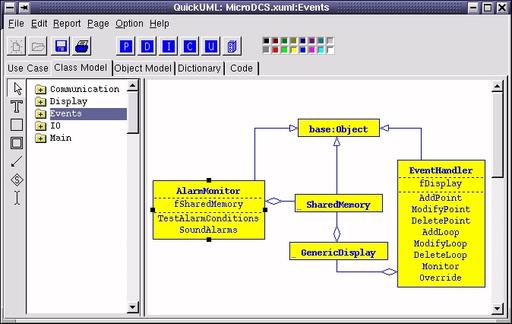 QuickUML: MicroDCS.xuml:Events
File Edit Report Page Option Help
P D I C U
Use Case Class Model Object Model Dictionary Code
Communication
Display
Events
IO
Main
T
S
base:Object
AlarmMonitor
fSharedMemory
TestAlarmConditions
SoundAlarms
_SharedMemory
_GenericDisplay
EventHandler
fDisplay
AddPoint
ModifyPoint
DeletePoint
AddLoop
ModifyLoop
DeleteLoop
Monitor
Override